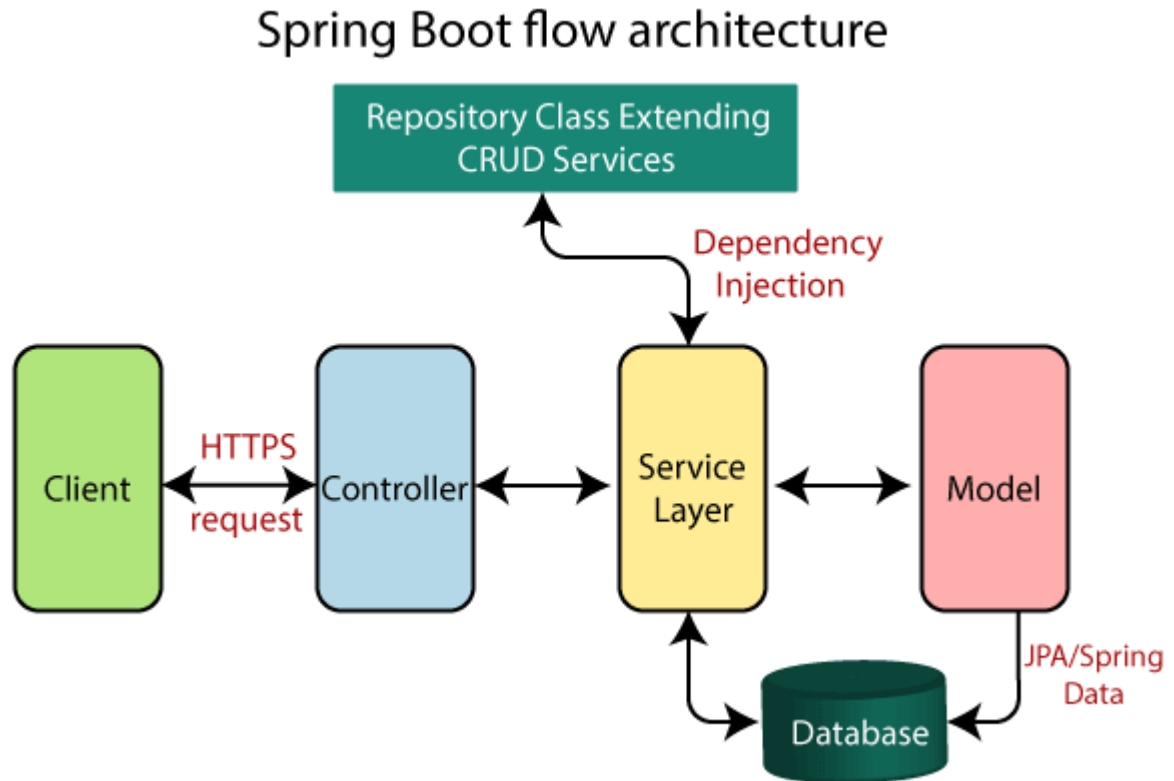 Spring Boot flow architecture
Repository Class Extending
CRUD Services
Dependency
Injection
Client
HTTPS
request
Controller
Service
Layer
Model
JPA/Spring
Data
Database